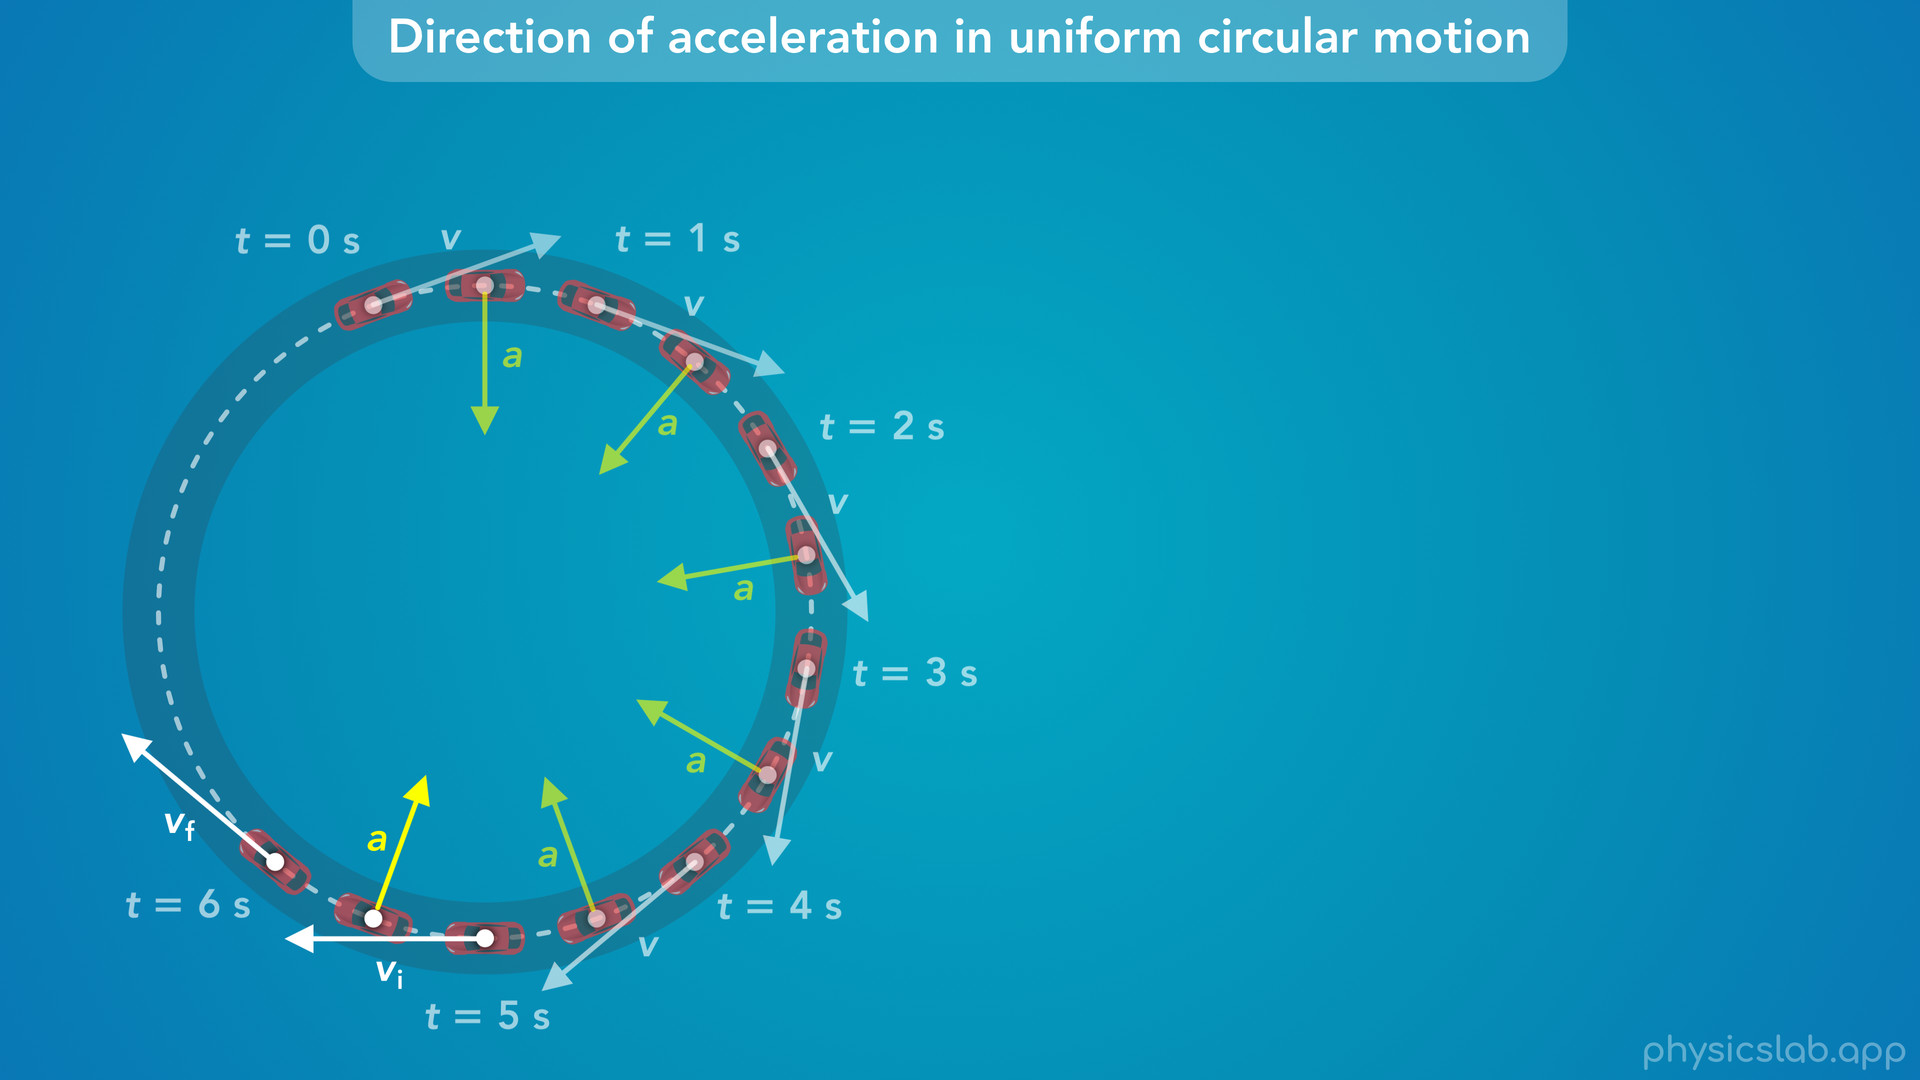 Direction of acceleration in uniform circular motion
t = 0 s
v
t = 1 s
v
a
a
t = 2 s
v
a
t = 3 s
a
v
vf
a
a
t = 6 s
t = 4 s
v
vi
t = 5 s
physicslab.app